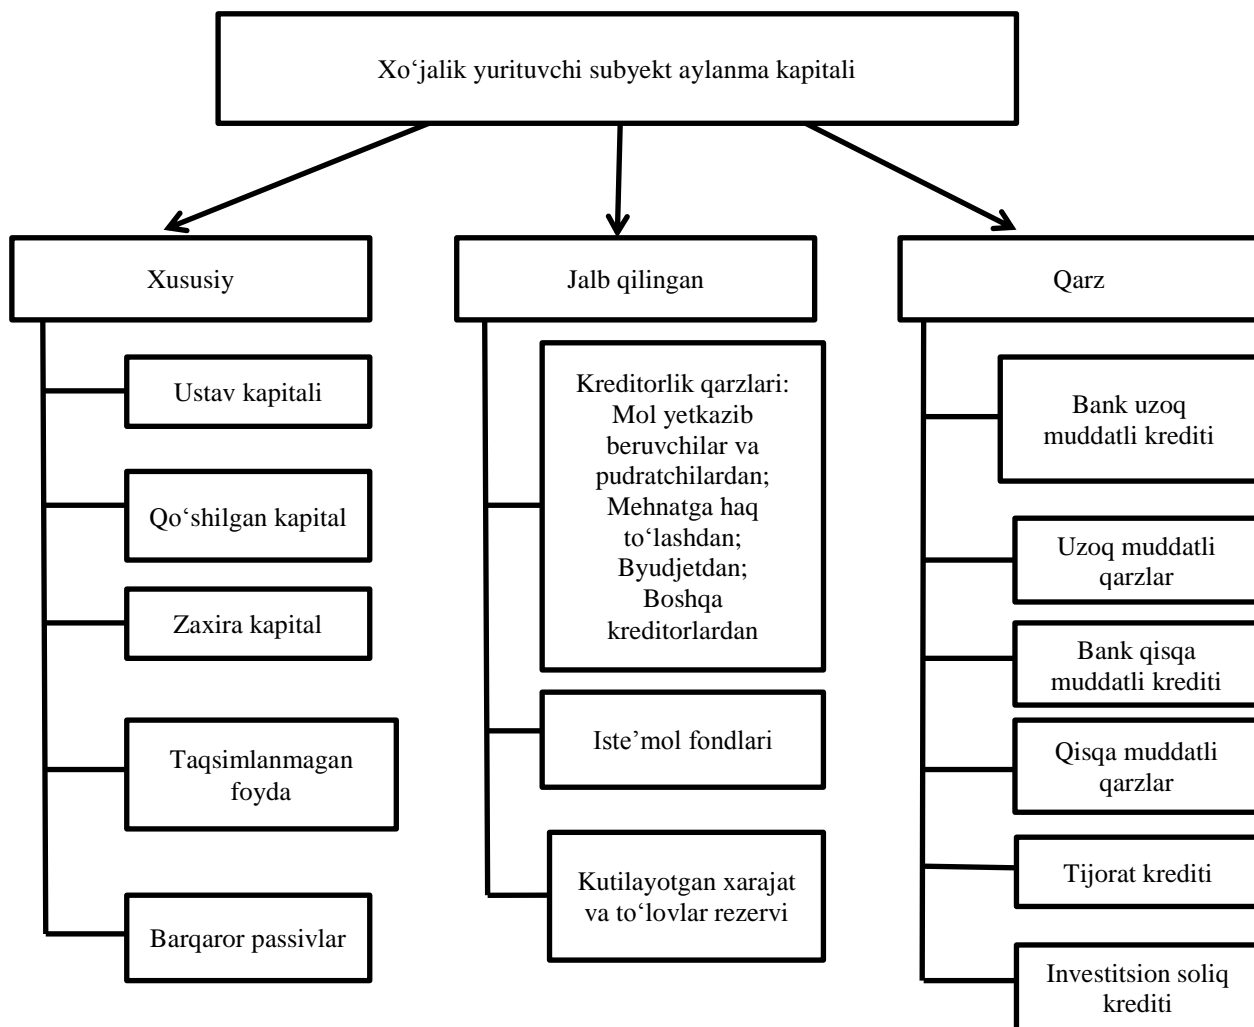 Xo‘jalik yurituvchi subyekt aylanma kapitali
Xususiy
Ustav kapitali
Qo‘shilgan kapital
Zaxira kapital
Taqsimlanmagan
foyda
Barqaror passivlar
Jalb qilingan
Kreditorlik qarzlari:
Mol yetkazib
beruvchilar va
pudratchilardan;
Mehnatga haq
to‘lashdan;
Byudjetdan;
Boshqa
kreditorlardan
Iste’mol fondlari
Kutilayotgan xarajat
va to‘lovlar rezervi
Qarz
Bank uzoq
muddatli krediti
Uzoq muddatli
qarzlar
Bank qisqa
muddatli krediti
Qisqa muddatli
qarzlar
Tijorat krediti
Investitsion soliq
krediti